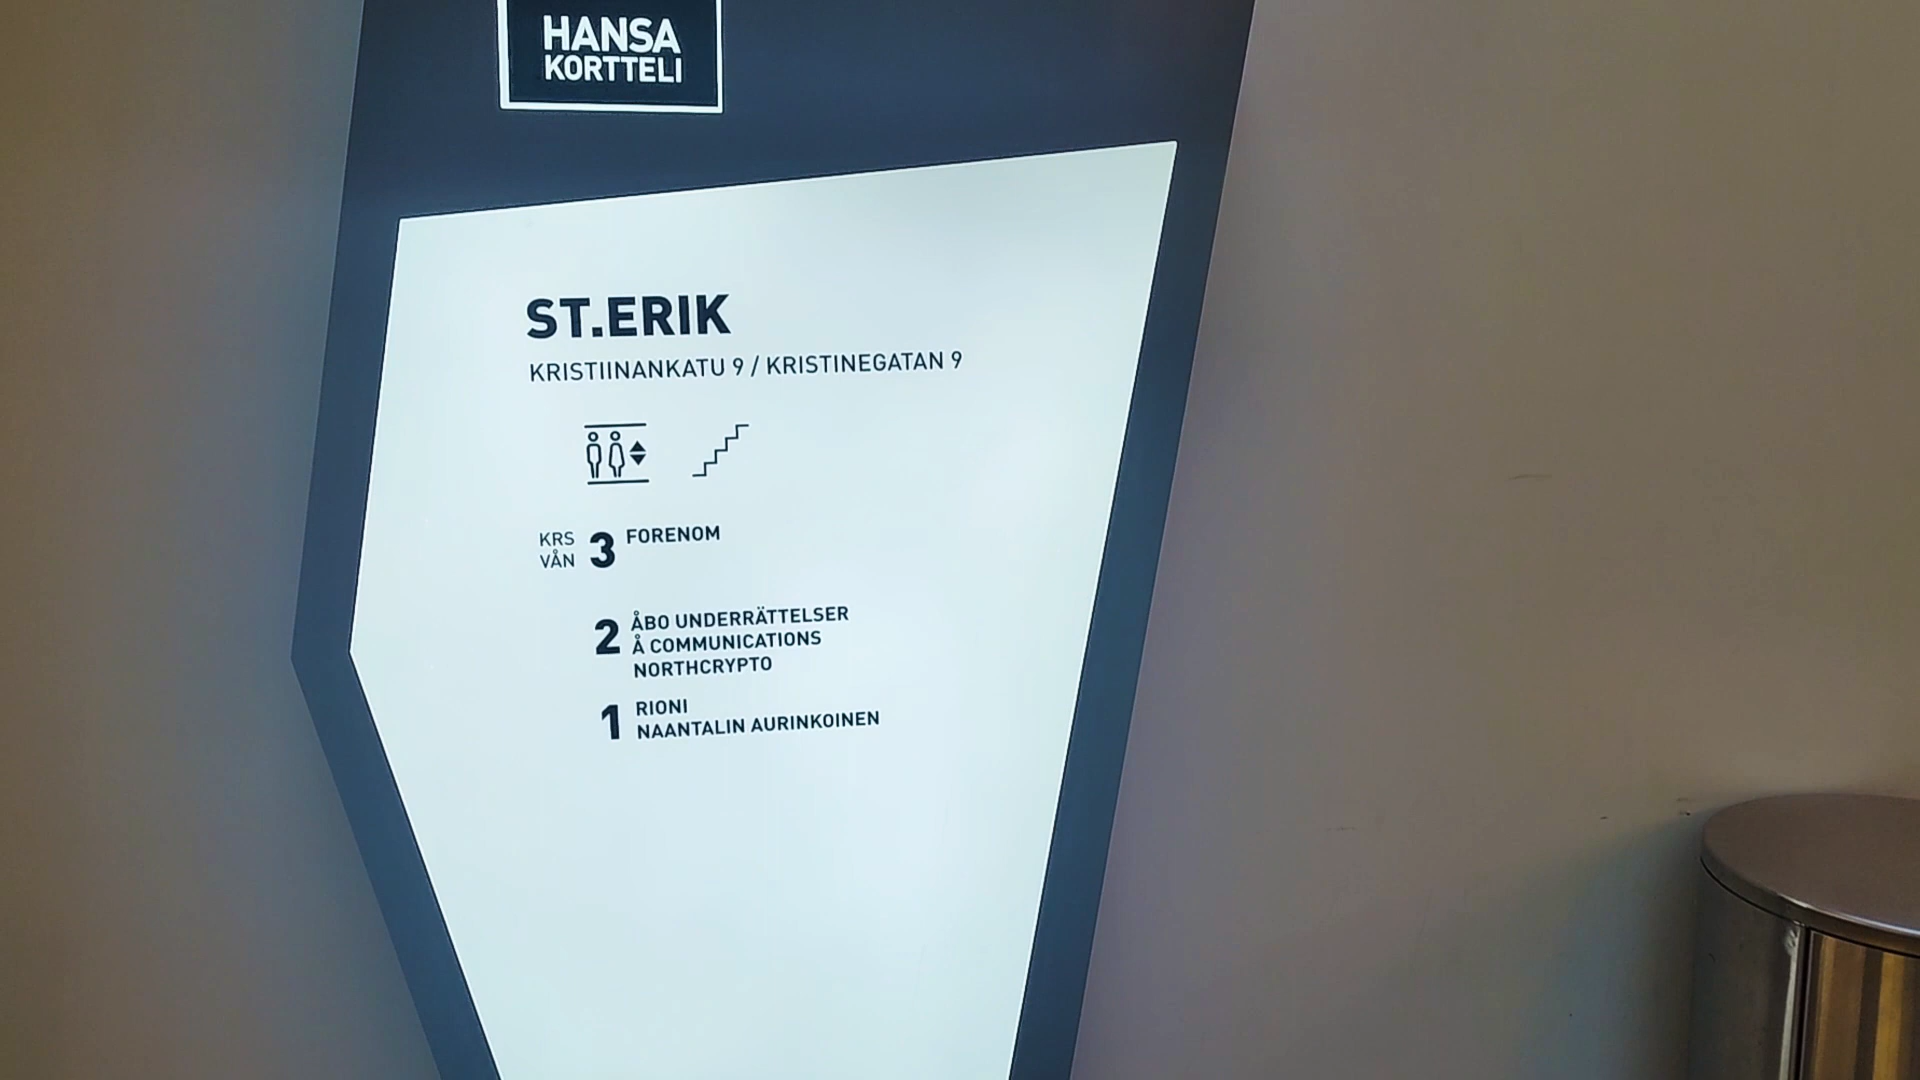 HANSA
KORTTELI
ST.ERIK
KRISTIINANKATU 9 / KRISTINEGATAN 9
KRS
VÅN
3 FORENOM
2 ÅBO UNDERRÄTTELSER
Å COMMUNICATIONS
NORTHCRYPTO
1 RIONI
NAANTALIN AURINKOINEN